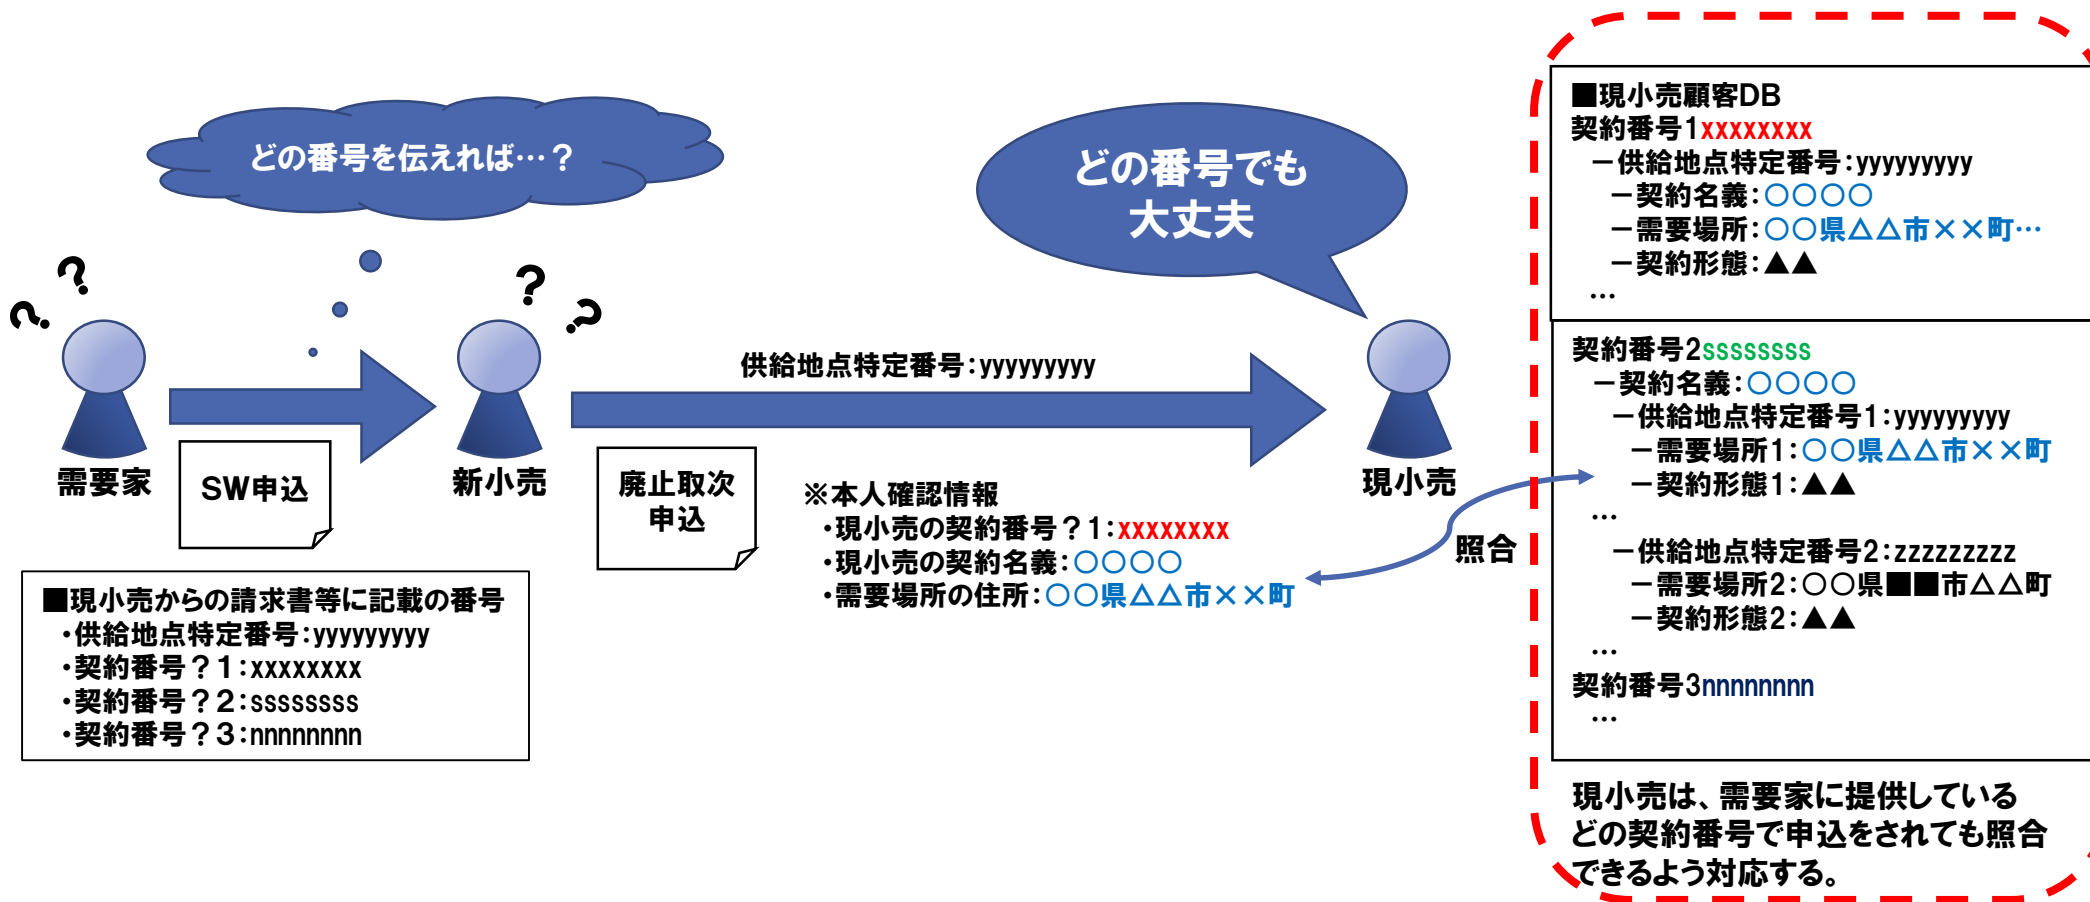 どの番号を伝えれば…？
どの番号でも
大丈夫
？
？
？
？
需要家
SW申込
新小売
供給地点特定番号：yyyyyyyyy
廃止取次
申込
現小売
※本人確認情報
・現小売の契約番号？1：xxxxxxxx
・現小売の契約名義：〇〇〇〇
・需要場所の住所：〇〇県△△市××町
照合
■現小売からの請求書等に記載の番号
・供給地点特定番号：yyyyyyyyy
・契約番号？1：xxxxxxxx
・契約番号？2：ssssssss
・契約番号？3：nnnnnnnn
■現小売顧客DB
契約番号1xxxxxxxx
－供給地点特定番号：yyyyyyyyy
－契約名義：〇〇〇〇
－需要場所：〇〇県△△市××町…
－契約形態：▲▲
…
契約番号2ssssssss
－契約名義：〇〇〇〇
－供給地点特定番号1：yyyyyyyyy
－需要場所1：〇〇県△△市××町
－契約形態1：▲▲
…
－供給地点特定番号2：zzzzzzzzz
－需要場所2：〇〇県■■市△△町
－契約形態2：▲▲
…
契約番号3nnnnnnnn
…
現小売は、需要家に提供している
どの契約番号で申込をされても照合
できるよう対応する。